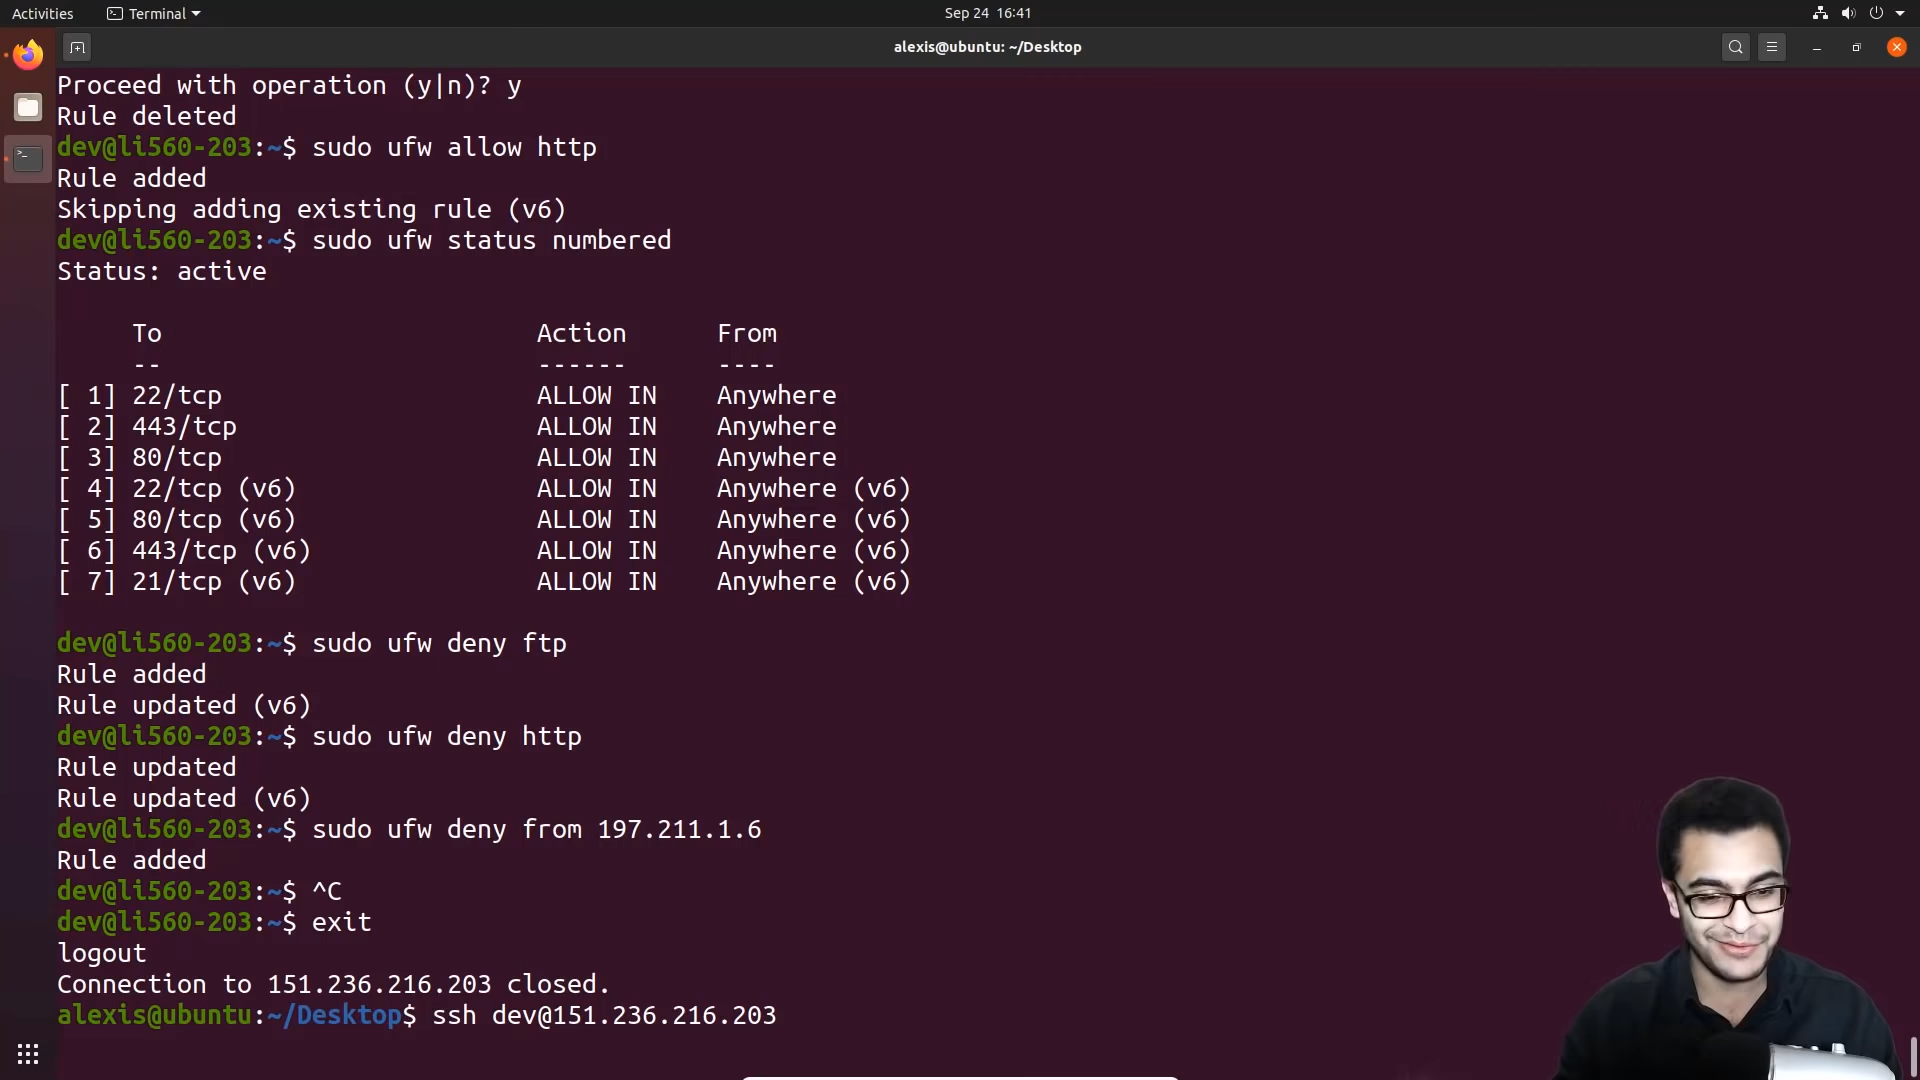 Activities
Terminal
Sep 24 16:41
alexis@ubuntu: ~/Desktop
Proceed with operation (y|n)? y
Rule deleted
dev@li560-203:~$ sudo ufw allow http
Rule added
Skipping adding existing rule (v6)
dev@li560-203:~$ sudo ufw status numbered
Status: active
To Action From
-- ------ ----
[ 1] 22/tcp ALLOW IN Anywhere
[ 2] 443/tcp ALLOW IN Anywhere
[ 3] 80/tcp ALLOW IN Anywhere
[ 4] 22/tcp (v6) ALLOW IN Anywhere (v6)
[ 5] 80/tcp (v6) ALLOW IN Anywhere (v6)
[ 6] 443/tcp (v6) ALLOW IN Anywhere (v6)
[ 7] 21/tcp (v6) ALLOW IN Anywhere (v6)
dev@li560-203:~$ sudo ufw deny ftp
Rule added
Rule updated (v6)
dev@li560-203:~$ sudo ufw deny http
Rule updated
Rule updated (v6)
dev@li560-203:~$ sudo ufw deny from 197.211.1.6
Rule added
dev@li560-203:~$ ^C
dev@li560-203:~$ exit
logout
Connection to 151.236.216.203 closed.
alexis@ubuntu:~/Desktop$ ssh dev@151.236.216.203